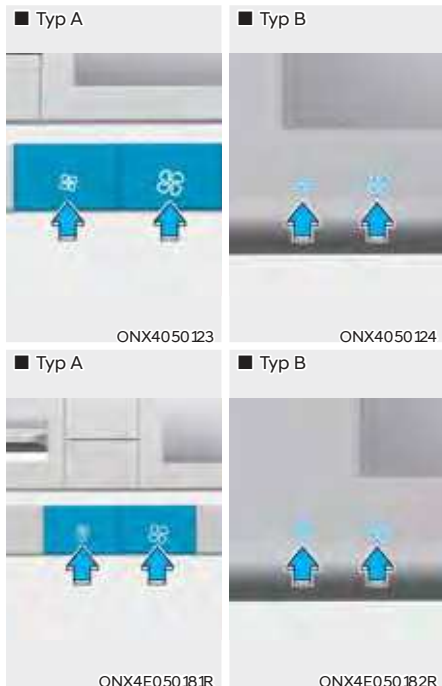 ■ Typ A
■ Typ B
ONX4050123
ONX4050124
■ Typ A
■ Typ B
ONX4E050181R
ONX4E050182R